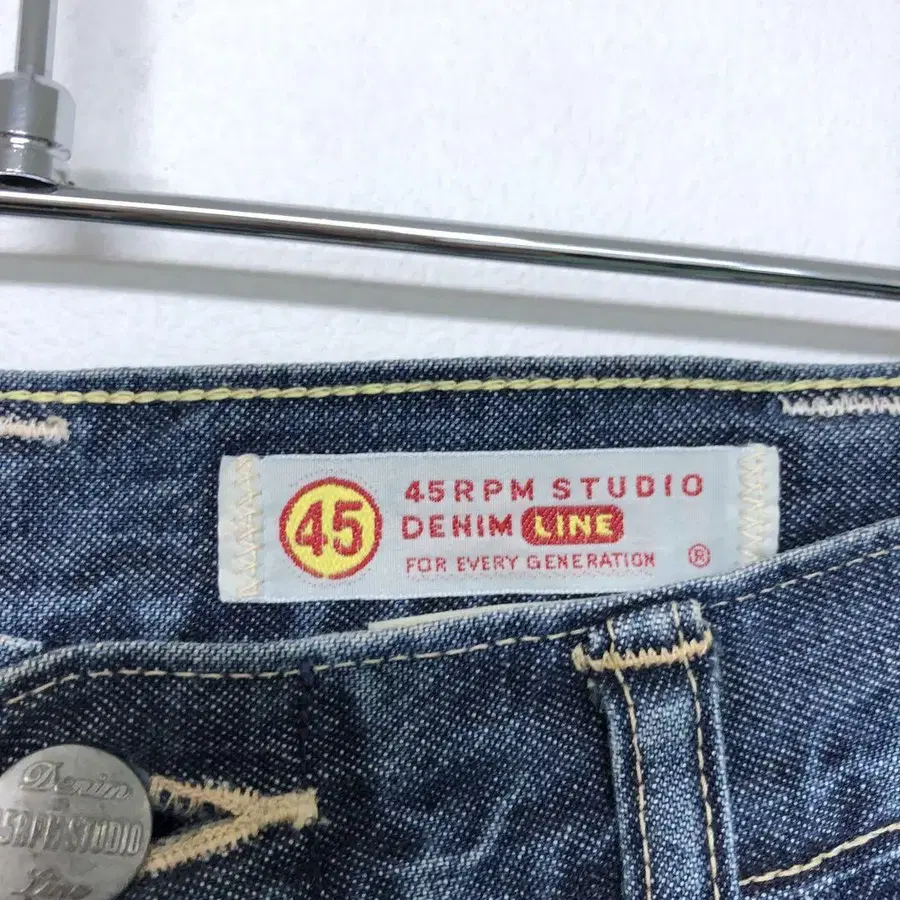 45
45RPM STUDIO
DENIM LINE
FOR EVERY GENERATION ®
Denim
45RPM STUDIO
Line